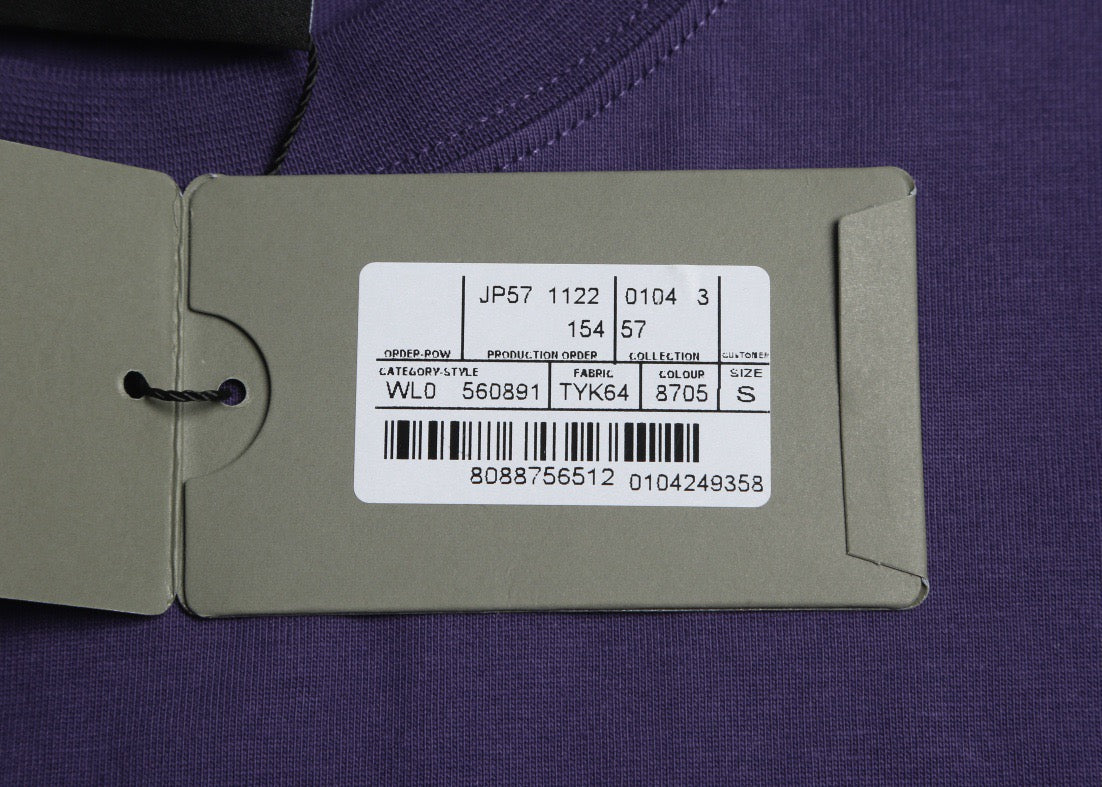 JP57 1122 0104 3
154 57
ORDER-ROW PRODUCTION ORDER COLLECTION CUSTOMER
CATEGORY-STYLE FABRIC COLOUR SIZE
WL0 560891 TYK64 8705 S
8088756512 0104249358